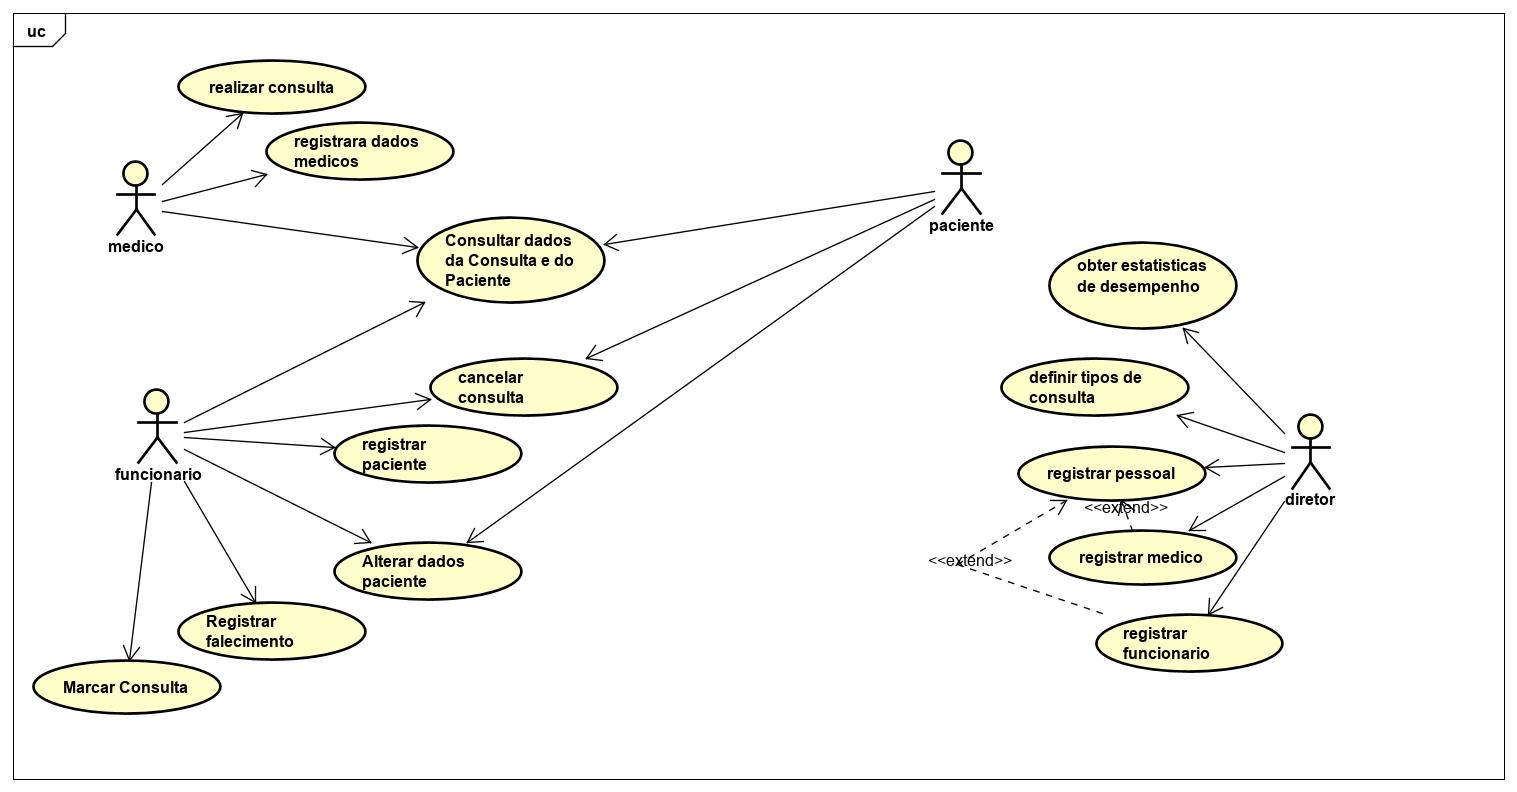 uc
realizar consulta
registrara dados
medicos
medico
paciente
Consultar dados
da Consulta e do
Paciente
obter estatisticas
de desempenho
cancelar
consulta
definir tipos de
consulta
funcionario
registrar
paciente
registrar pessoal
diretor
<<extend>>
<<extend>>
registrar medico
Alterar dados
paciente
Registrar
falecimento
registrar
funcionario
Marcar Consulta